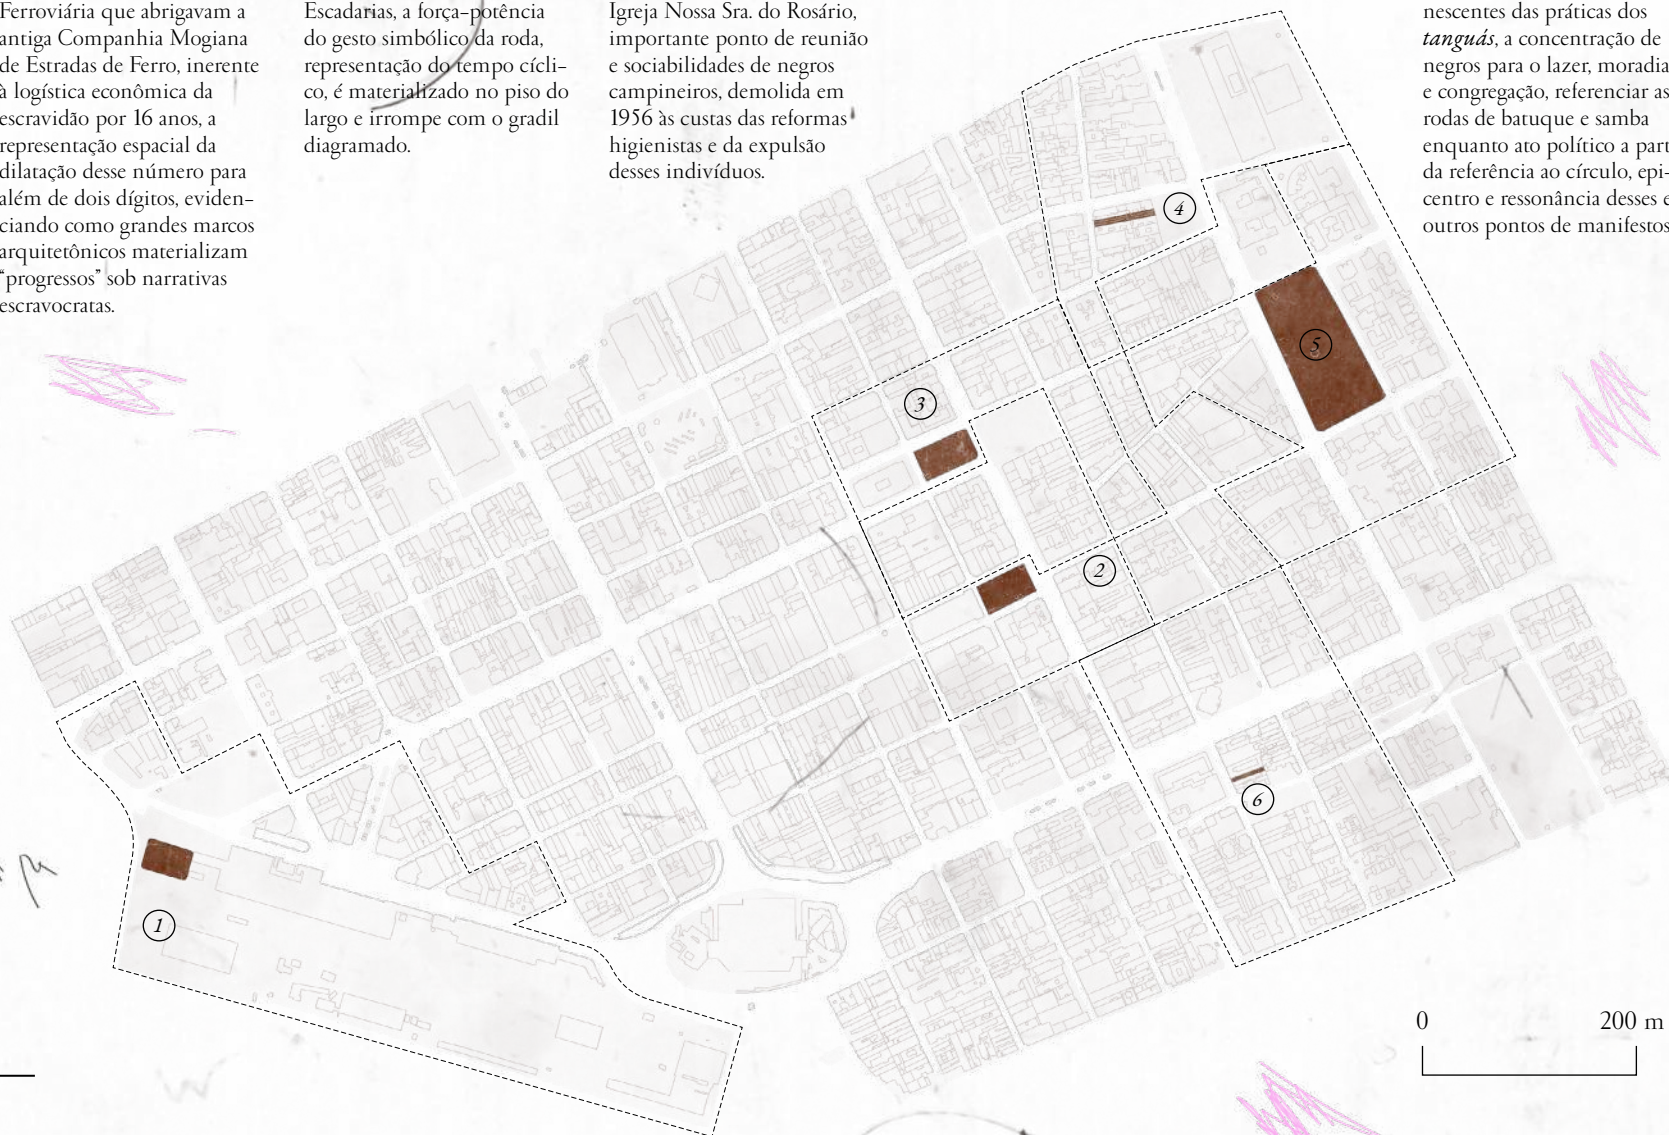 Ferroviária que abrigavam a
antiga Companhia Mogiana
de Estradas de Ferro, inerente
à logística econômica da
escravidão por 16 anos, a
representação espacial da
dilatação desse número para
além de dois dígitos, eviden-
ciando como grandes marcos
arquitetônicos materializam
“progressos” sob narrativas
escravocratas.
Escadarias, a força-potência
do gesto simbólico da roda,
representação do tempo cícli-
co, é materializado no piso do
largo e irrompe com o gradil
diagramado.
Igreja Nossa Sra. do Rosário,
importante ponto de reunião
e sociabilidades de negros
campineiros, demolida em
1956 às custas das reformas
higienistas e da expulsão
desses indivíduos.
nescentes das práticas dos
tanguás, a concentração de
negros para o lazer, moradia
e congregação, referenciar as
rodas de batuque e samba
enquanto ato político a part
da referência ao círculo, epi-
centro e ressonância desses e
outros pontos de manifestos
4
5
3
2
6
1
0 200 m